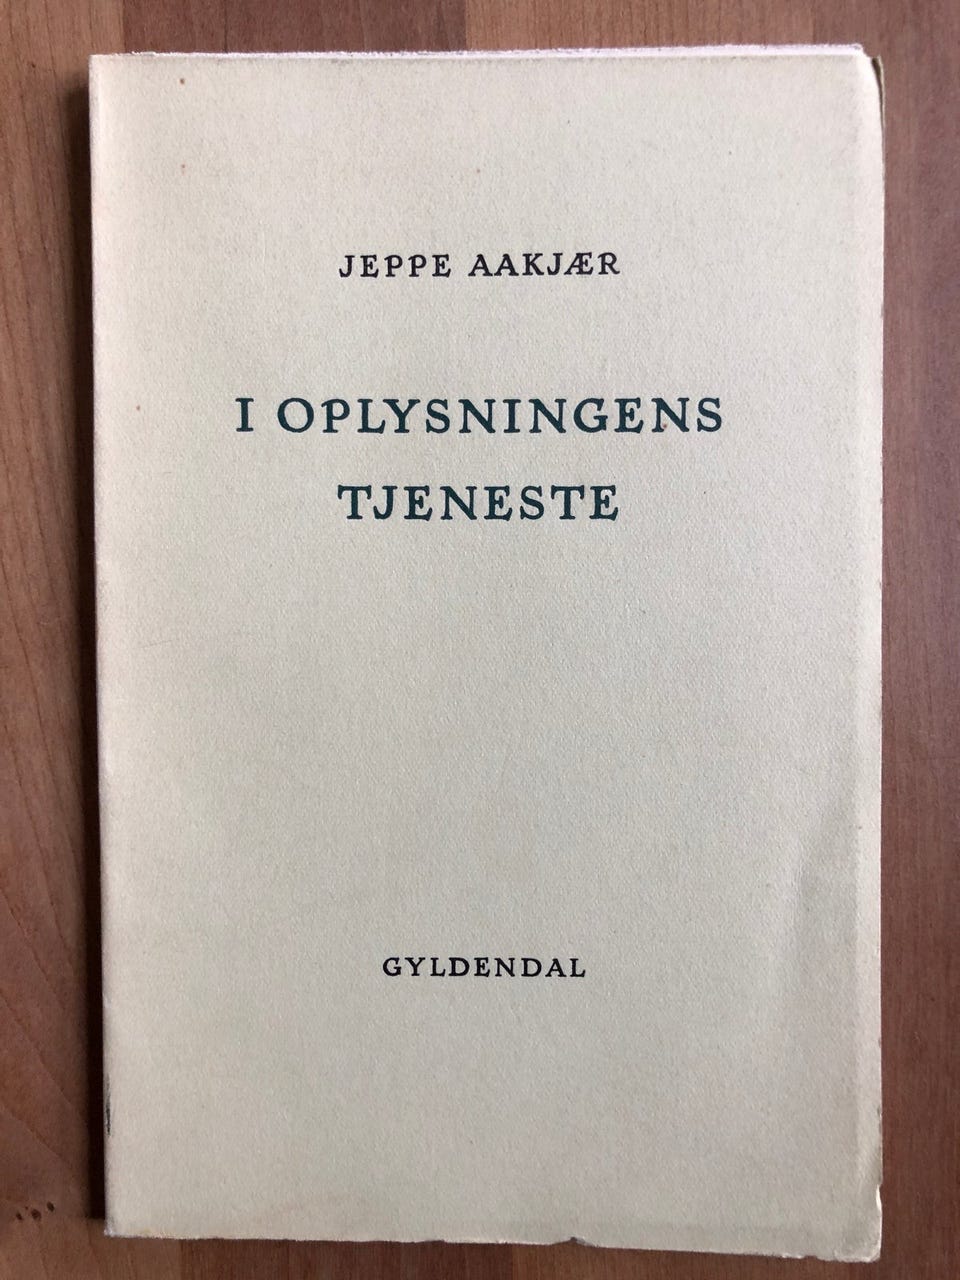 JEPPE AAKJÆR
I OPLYSNINGENS
TJENESTE
GYLDENDAL